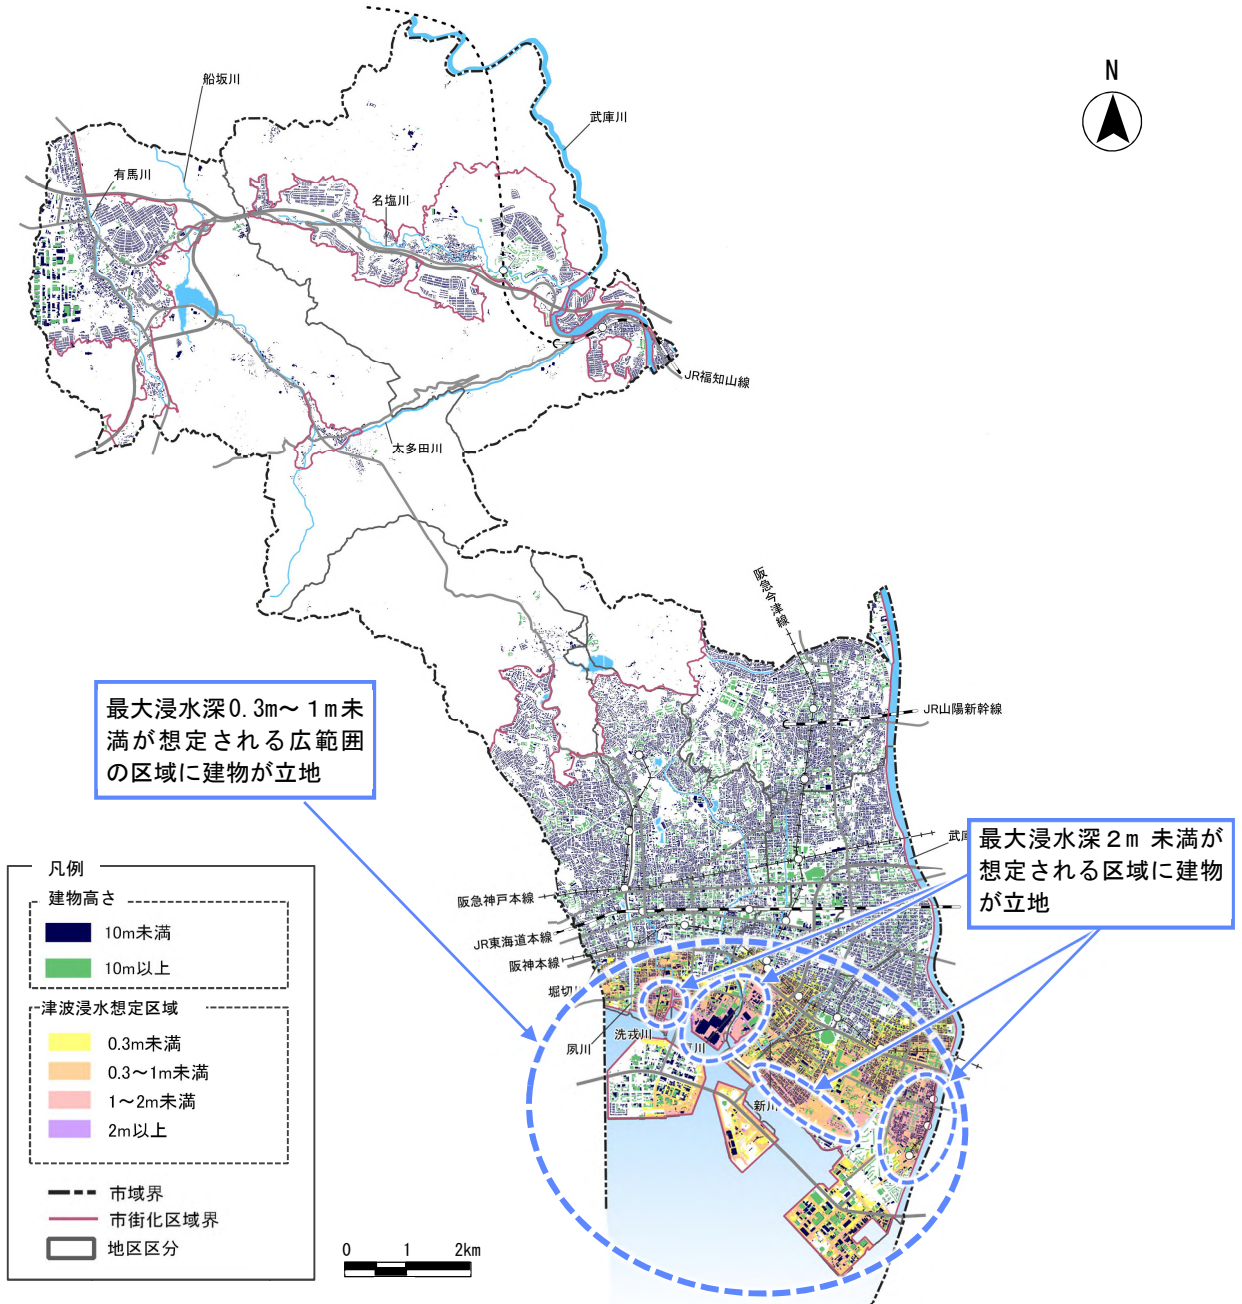 船坂川
武庫川
N
有馬川
名塩川
JR福知山線
太多田川
阪急今津線
最大浸水深0.3m～1m未
満が想定される広範囲
の区域に建物が立地
JR山陽新幹線
武庫
最大浸水深2m 未満が
想定される区域に建物
が立地
阪急神戸本線
JR東海道本線
阪神本線
堀切
夙川
洗戎川
川
新川
凡例
建物高さ
10m未満
10m以上
津波浸水想定区域
0.3m未満
0.3～1m未満
1～2m未満
2m以上
市域界
市街化区域界
地区区分
0 1 2km